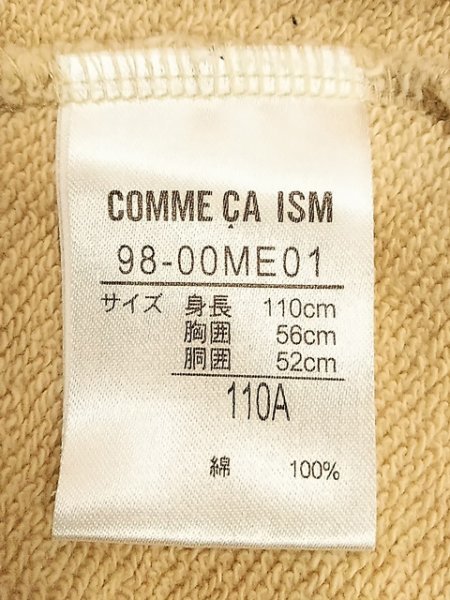 COMME ÇA ISM
98-00ME01
サイズ 身長 110cm
胸囲 56cm
胴囲 52cm
110A
綿 100%